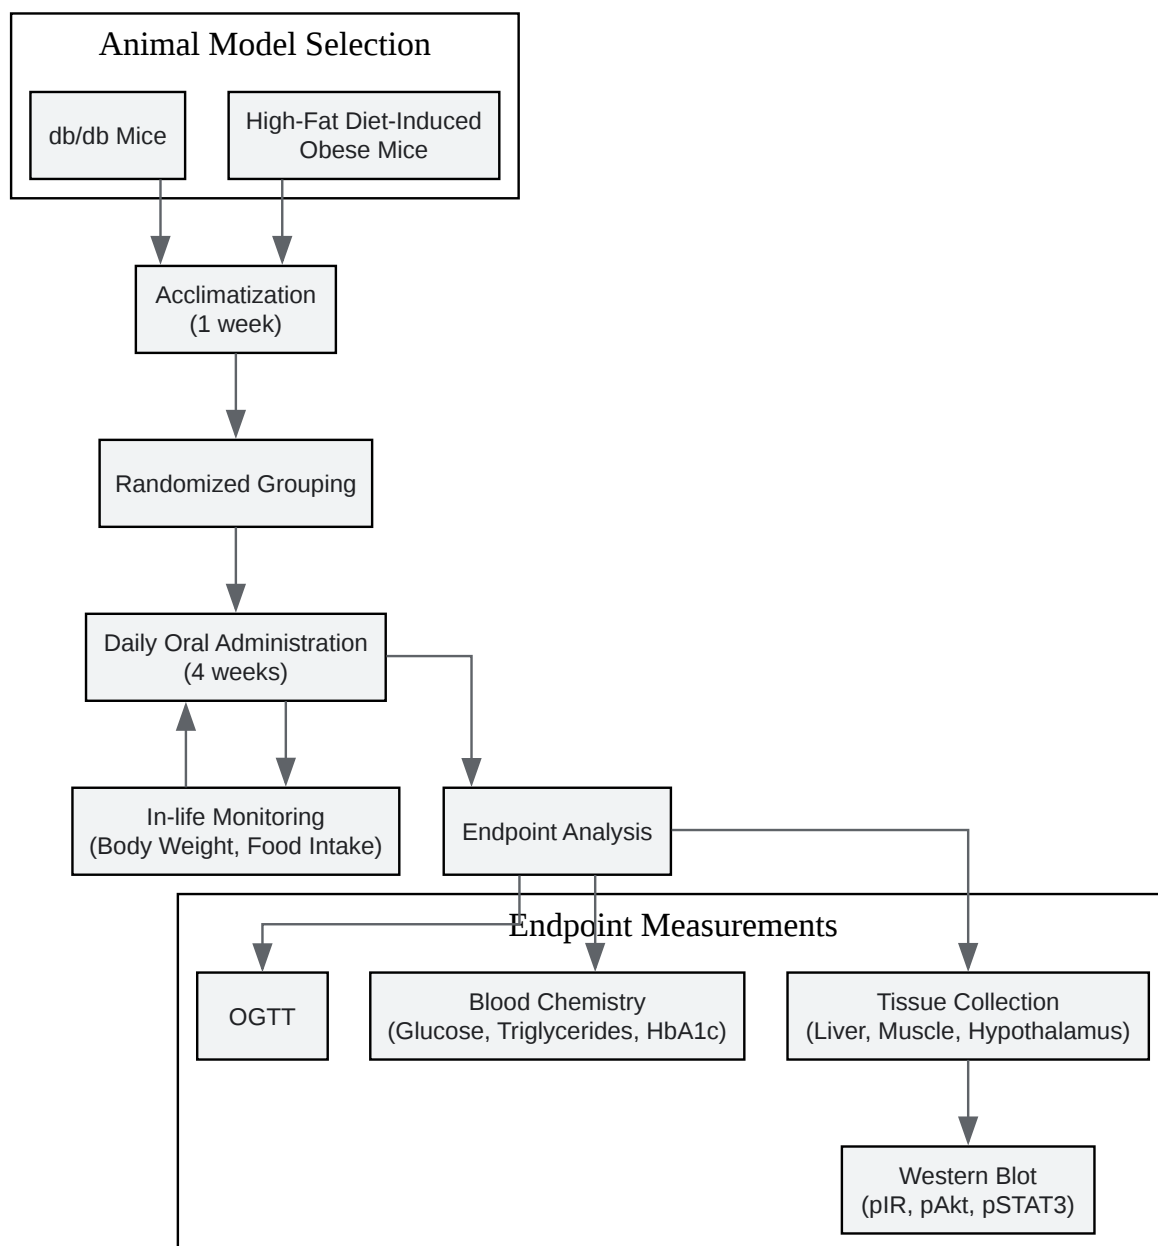 Animal Model Selection
db/db Mice
High-Fat Diet-Induced
Obese Mice
Acclimatization
(1 week)
Randomized Grouping
Daily Oral Administration
(4 weeks)
In-life Monitoring
(Body Weight, Food Intake)
Endpoint Analysis
Endpoint Measurements
OGTT
Blood Chemistry
(Glucose, Triglycerides, HbA1c)
Tissue Collection
(Liver, Muscle, Hypothalamus)
Western Blot
(pIR, pAkt, pSTAT3)